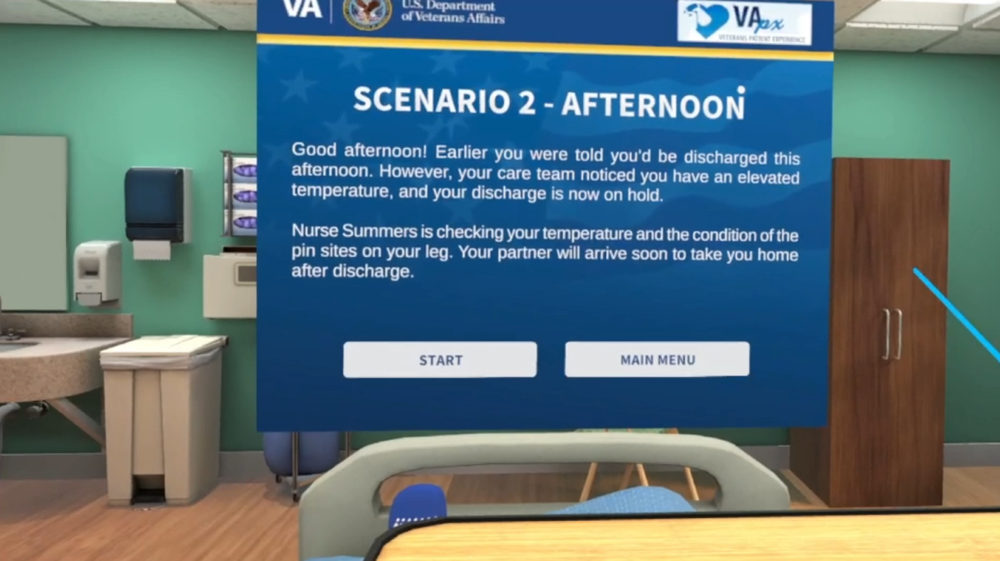 VA
U.S. Department
of Veterans Affairs
VApx
VETERANS PATIENT EXPERIENCE
SCENARIO 2 - AFTERNOON
Good afternoon! Earlier you were told you'd be discharged this
afternoon. However, your care team noticed you have an elevated
temperature, and your discharge is now on hold.
Nurse Summers is checking your temperature and the condition of the
pin sites on your leg. Your partner will arrive soon to take you home
after discharge.
START
MAIN MENU